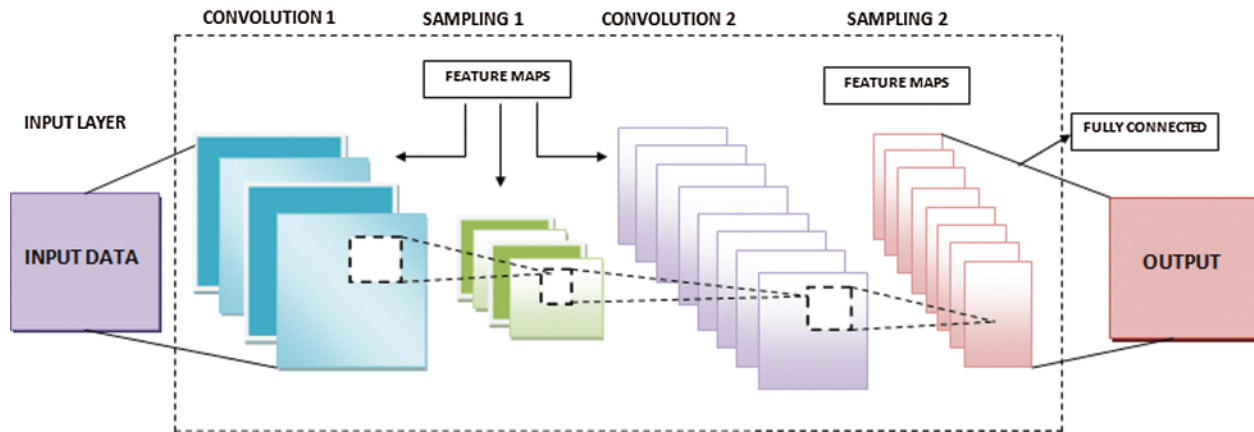 CONVOLUTION 1
SAMPLING 1
CONVOLUTION 2
SAMPLING 2
FEATURE MAPS
FEATURE MAPS
INPUT LAYER
FULLY CONNECTED
INPUT DATA
OUTPUT